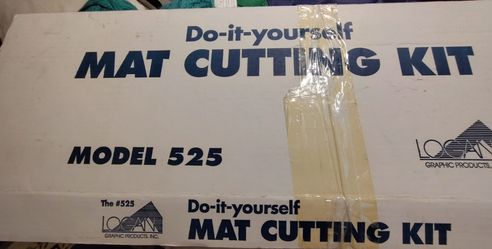 Do-it-yourself
MAT CUTTING KIT
MODEL 525
LOGAN
GRAPHIC PRODUCTS,
The #525
LOGAN
GRAPHIC PRODUCTS, INC.
Do-it-yourself
MAT CUTTING KIT